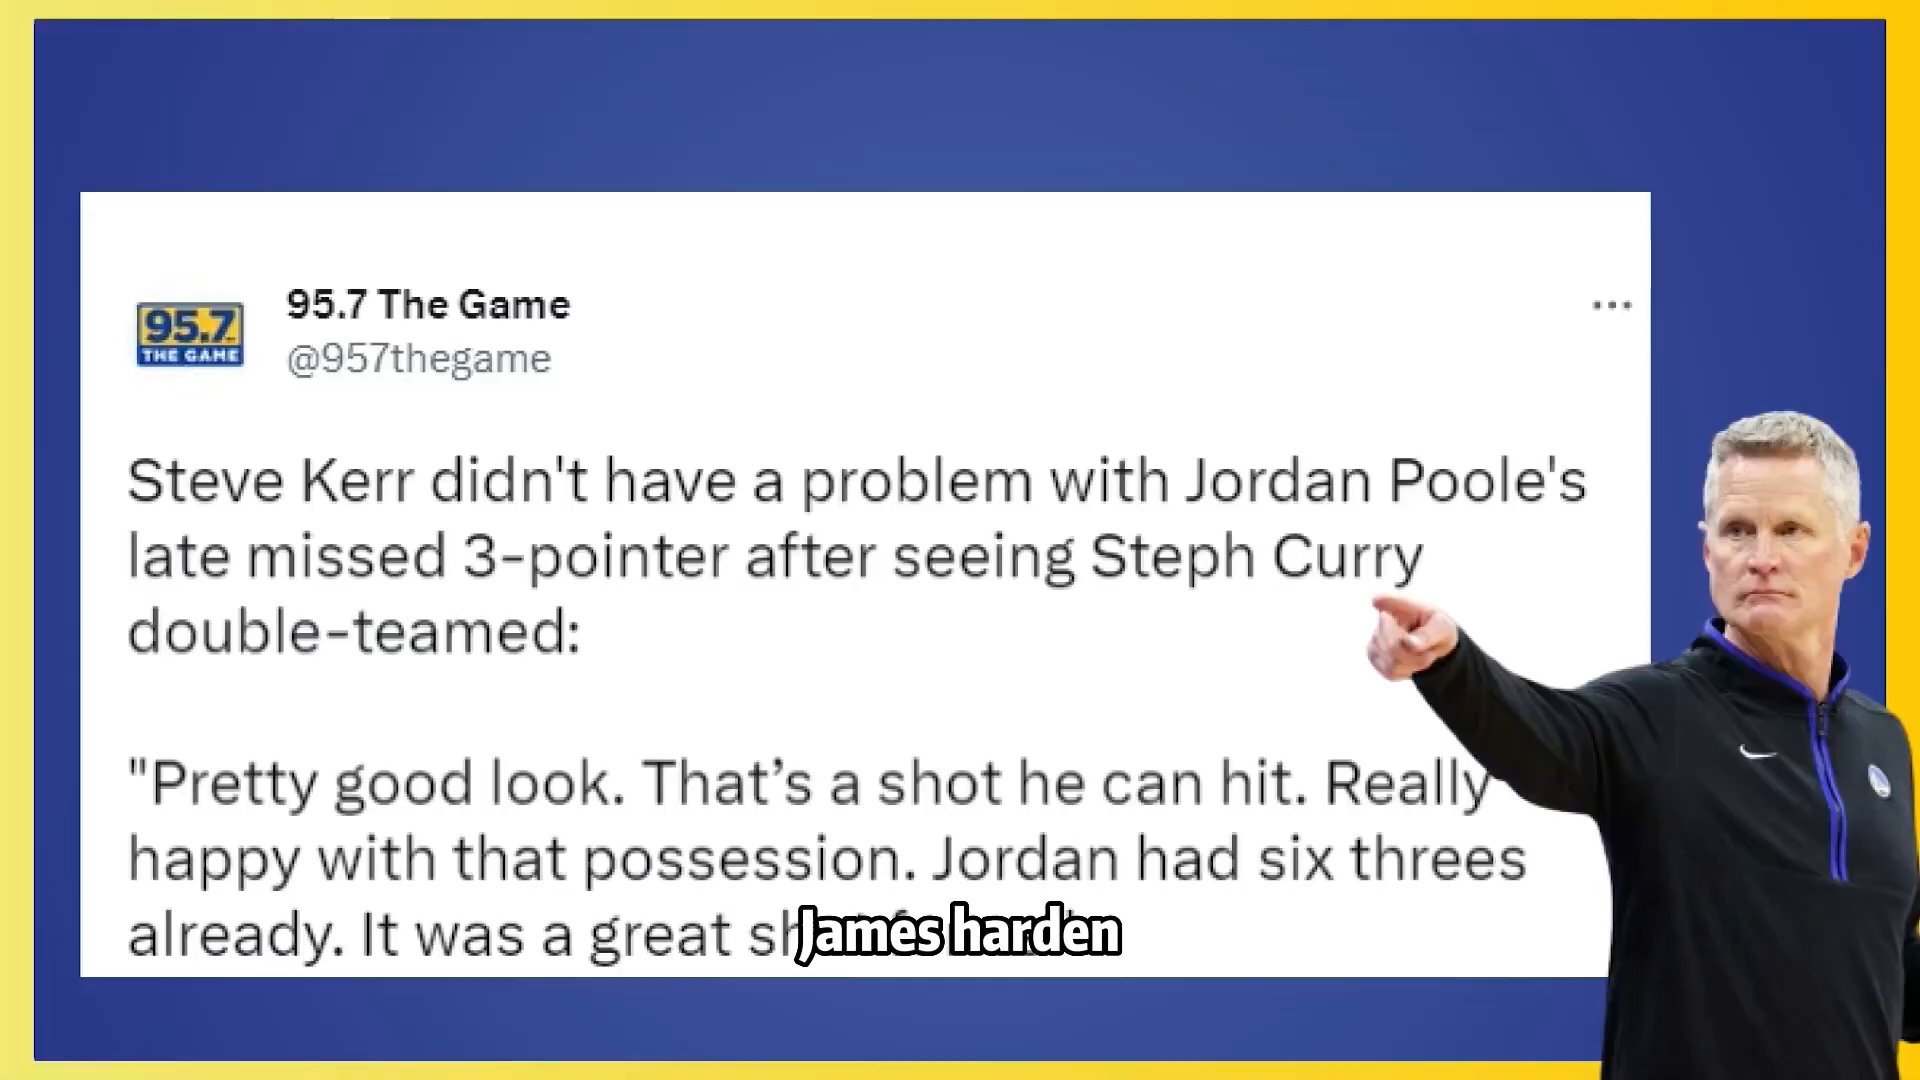 95.7 The Game
95.7
THE GAME
@957thegame
Steve Kerr didn't have a problem with Jordan Poole's
late missed 3-pointer after seeing Steph Curry
double-teamed:
"Pretty good look. That’s a shot he can hit. Really
happy with that possession. Jordan had six threes
already. It was a great
James harden